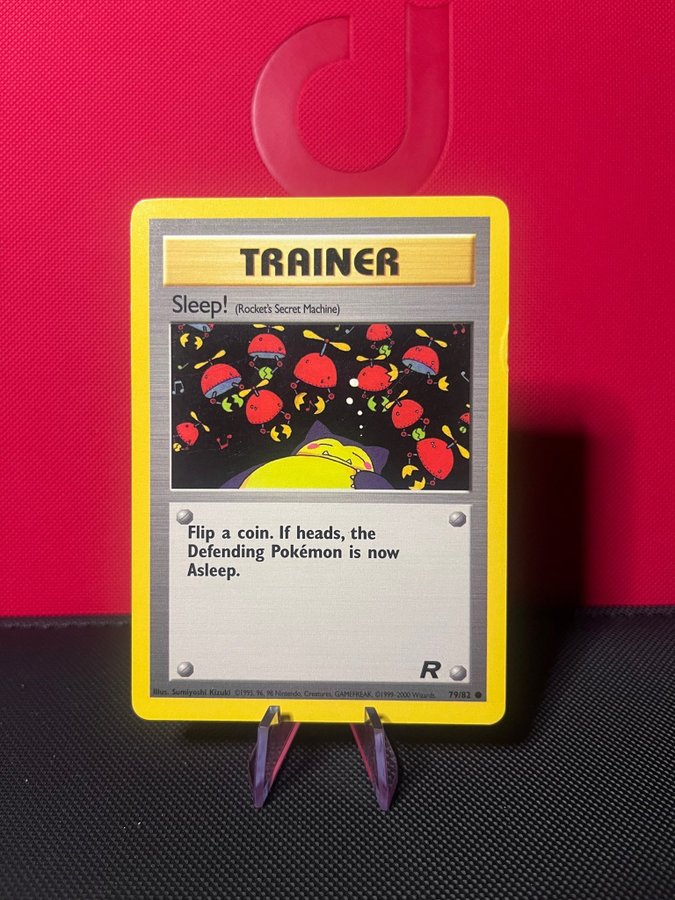 TRAINER
Sleep! (Rocket's Secret Machine)
Flip a coin. If heads, the
Defending Pokémon is now
Asleep.
R
Illus. Sumiyoshi Kizuki ©1995, 96, 98 Nintendo, Creatures, GAMEFREAK. ©1999-2000 Wizards. 79/82